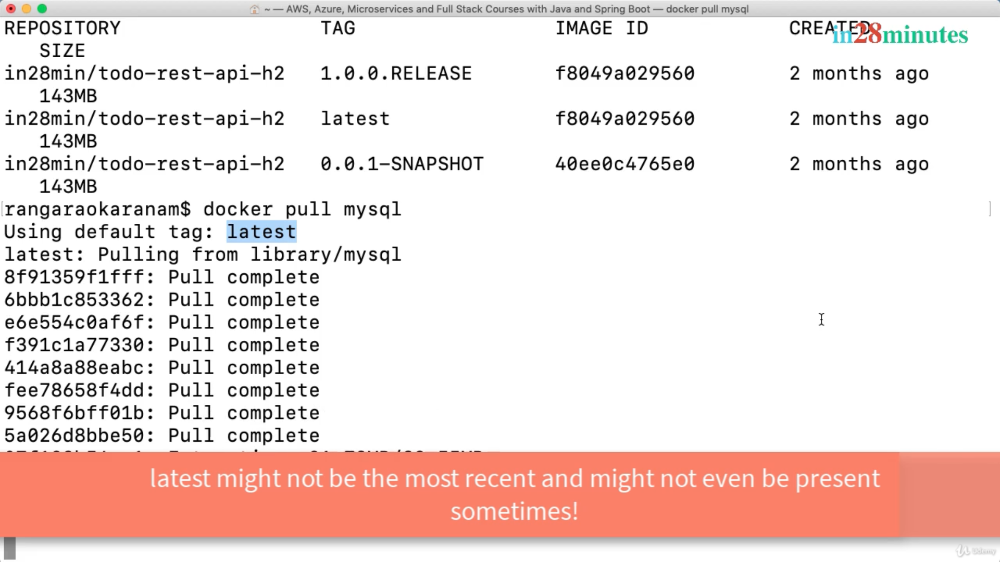 ~ — AWS, Azure, Microservices and Full Stack Courses with Java and Spring Boot — docker pull mysql
REPOSITORY TAG IMAGE ID CREATED
SIZE
in28minutes
in28min/todo-rest-api-h2 1.0.0.RELEASE f8049a029560 2 months ago
143MB
in28min/todo-rest-api-h2 latest f8049a029560 2 months ago
143MB
in28min/todo-rest-api-h2 0.0.1-SNAPSHOT 40ee0c4765e0 2 months ago
143MB
[rangaraokaranam$ docker pull mysql ]
Using default tag: latest
latest: Pulling from library/mysql
8f91359f1fff: Pull complete
6bbb1c853362: Pull complete
e6e554c0af6f: Pull complete
f391c1a77330: Pull complete
414a8a88eabc: Pull complete
fee78658f4dd: Pull complete
9568f6bff01b: Pull complete
5a026d8bbe50: Pull complete
latest might not be the most recent and might not even be present
sometimes!
Udemy